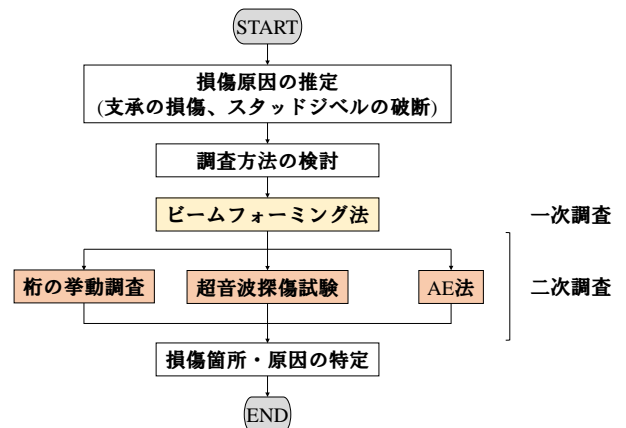 START
損傷原因の推定
(支承の損傷、スタッドジベルの破断)
調査方法の検討
ビームフォーミング法
一次調査
桁の挙動調査
超音波探傷試験
AE法
二次調査
損傷箇所・原因の特定
END